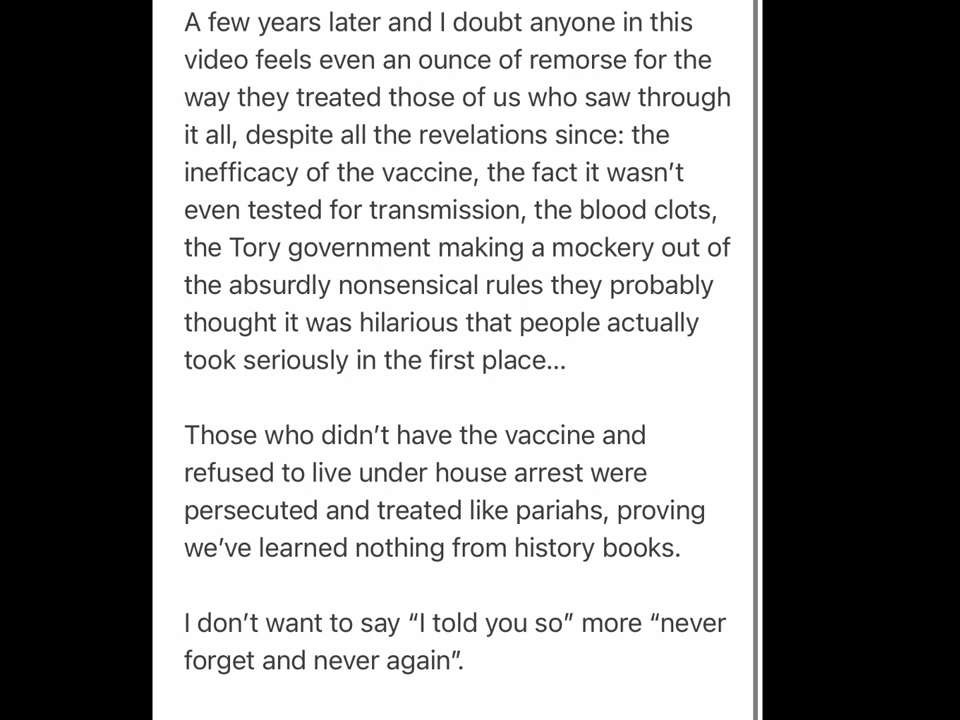 A few years later and I doubt anyone in this
video feels even an ounce of remorse for the
way they treated those of us who saw through
it all, despite all the revelations since: the
inefficacy of the vaccine, the fact it wasn’t
even tested for transmission, the blood clots,
the Tory government making a mockery out of
the absurdly nonsensical rules they probably
thought it was hilarious that people actually
took seriously in the first place...
Those who didn’t have the vaccine and
refused to live under house arrest were
persecuted and treated like pariahs, proving
we’ve learned nothing from history books.
I don’t want to say “I told you so” more “never
forget and never again”.